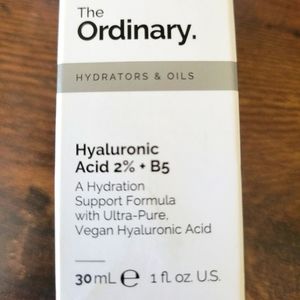 The
Ordinary.
HYDRATORS & OILS
Hyaluronic
Acid 2% + B5
A Hydration
Support Formula
with Ultra-Pure,
Vegan Hyaluronic Acid
30 mL ℮ 1 fl. oz. U.S.